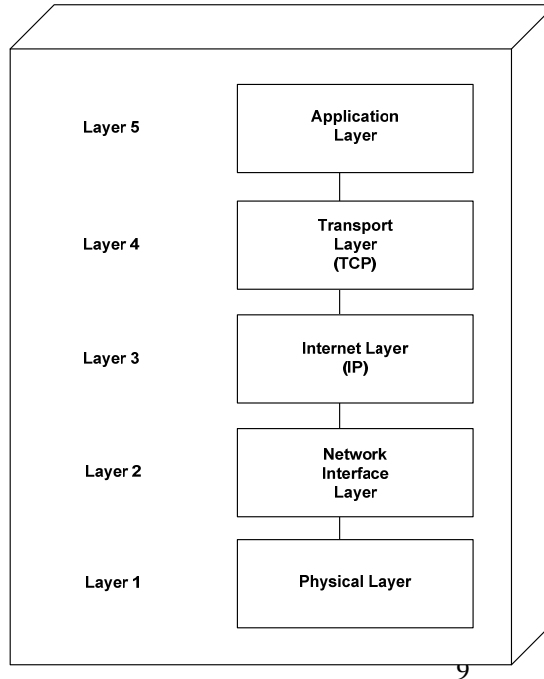 Layer 5
Application
Layer
Layer 4
Transport
Layer
(TCP)
Layer 3
Internet Layer
(IP)
Layer 2
Network
Interface
Layer
Layer 1
Physical Layer
9